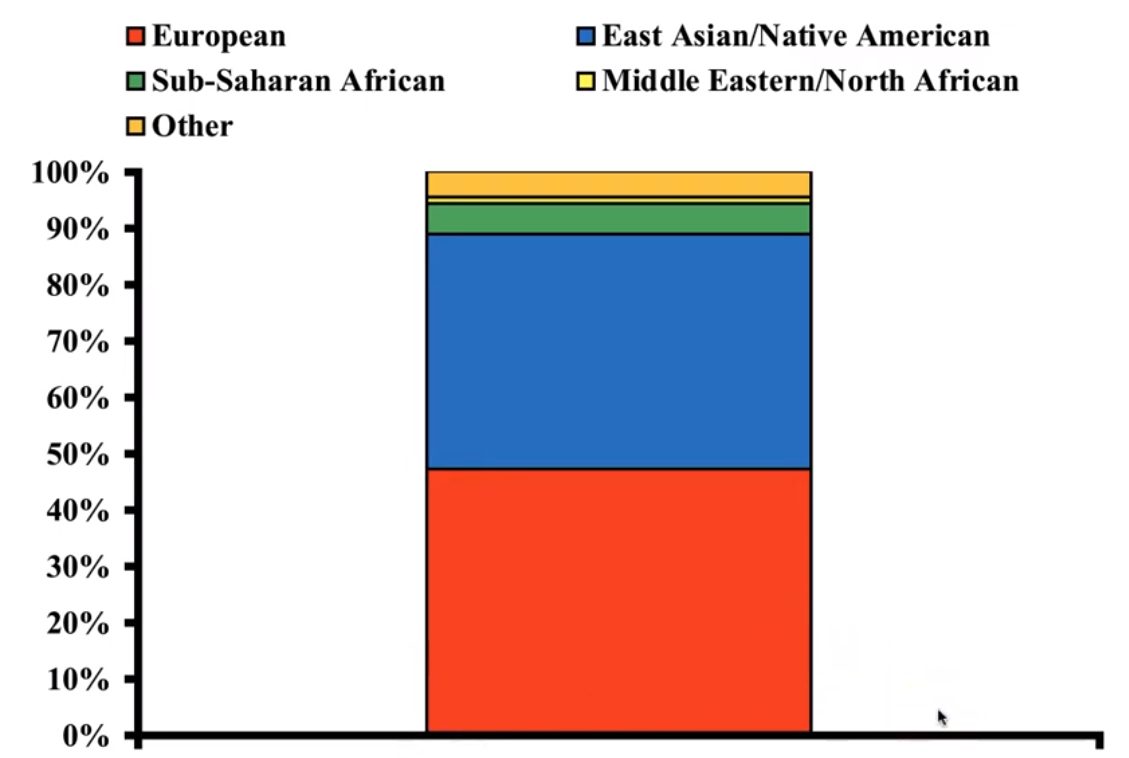 European
East Asian/Native American
Sub-Saharan African
Middle Eastern/North African
Other
100%
90%
80%
70%
60%
50%
40%
30%
20%
10%
0%